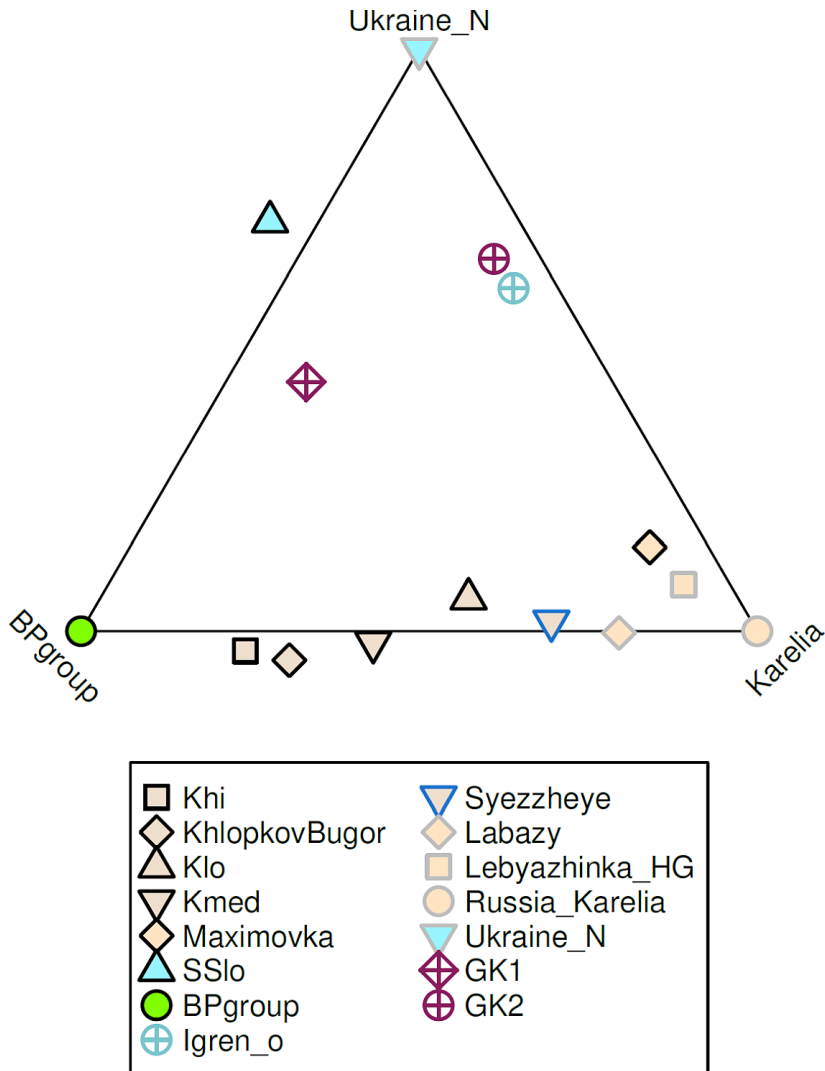 Ukraine_N
BPgroup
Karelia
Khi
KhlopkovBugor
Klo
Kmed
Maximovka
SSlo
BPgroup
Igren_o
Syezzheye
Labazy
Lebyazhinka_HG
Russia_Karelia
Ukraine_N
GK1
GK2